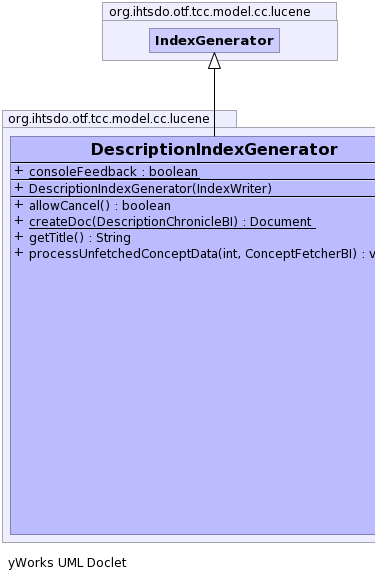 org.ihtsdo.otf.tcc.model.cc.lucene
IndexGenerator
org.ihtsdo.otf.tcc.model.cc.lucene
DescriptionIndexGenerator
+ consoleFeedback : boolean
+ DescriptionIndexGenerator(IndexWriter)
+ allowCancel() : boolean
+ createDoc(DescriptionChronicleBI) : Document
+ getTitle() : String
+ processUnfetchedConceptData(int, ConceptFetcherBI) : v
yWorks UML Doclet